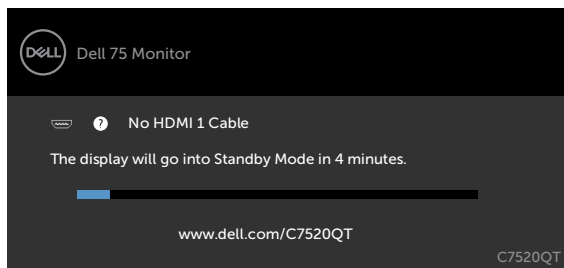 DELL
Dell 75 Monitor
? No HDMI 1 Cable
The display will go into Standby Mode in 4 minutes.
www.dell.com/C7520QT
C7520QT